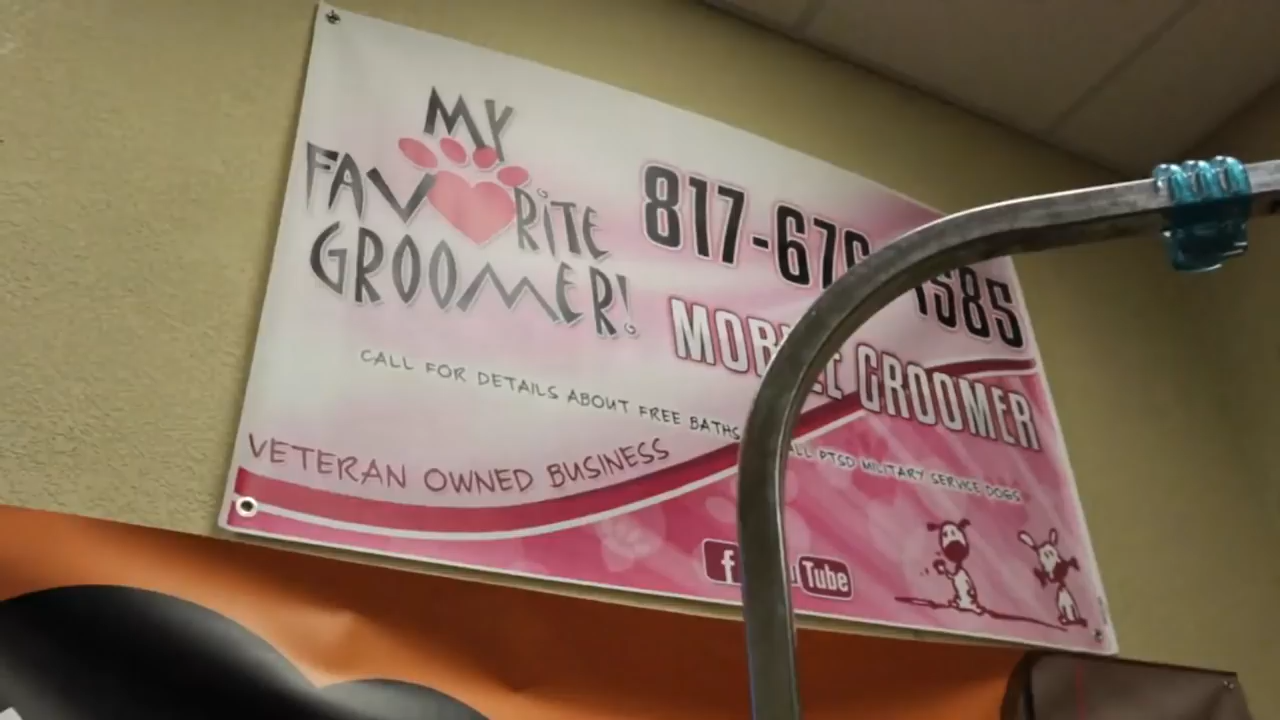 MY
FAVORITE
GROOMER!
817-67
585
MOBILE GROOMER
CALL FOR DETAILS ABOUT FREE BATHS ALL PTSD MILITARY SERVICE DOGS
VETERAN OWNED BUSINESS
f
Tube